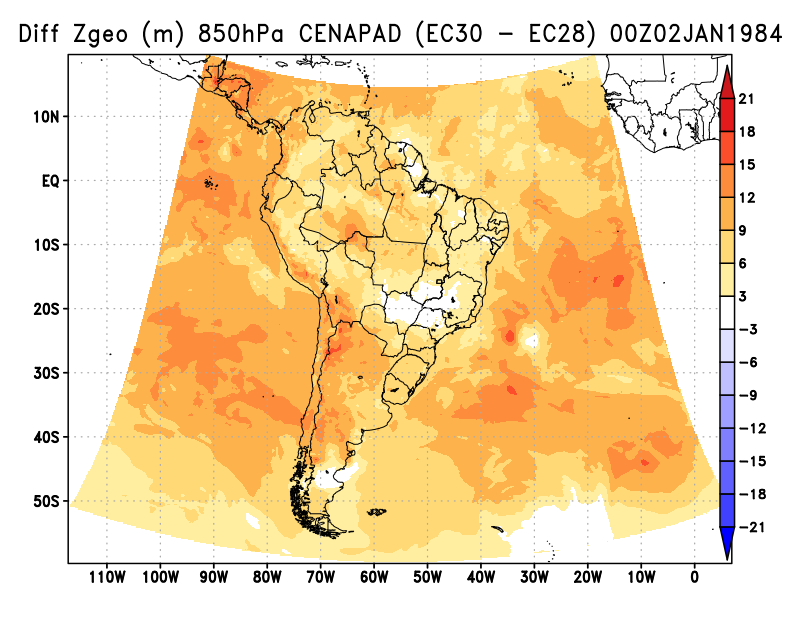 Diff Zgeo (m) 850hPa CENAPAD (EC30 − EC28) 00Z02JAN1984
10N
EQ
10S
20S
30S
40S
50S
110W 100W 90W 80W 70W 60W 50W 40W 30W 20W 10W 0
21
18
15
12
9
6
3
−3
−6
−9
−12
−15
−18
−21